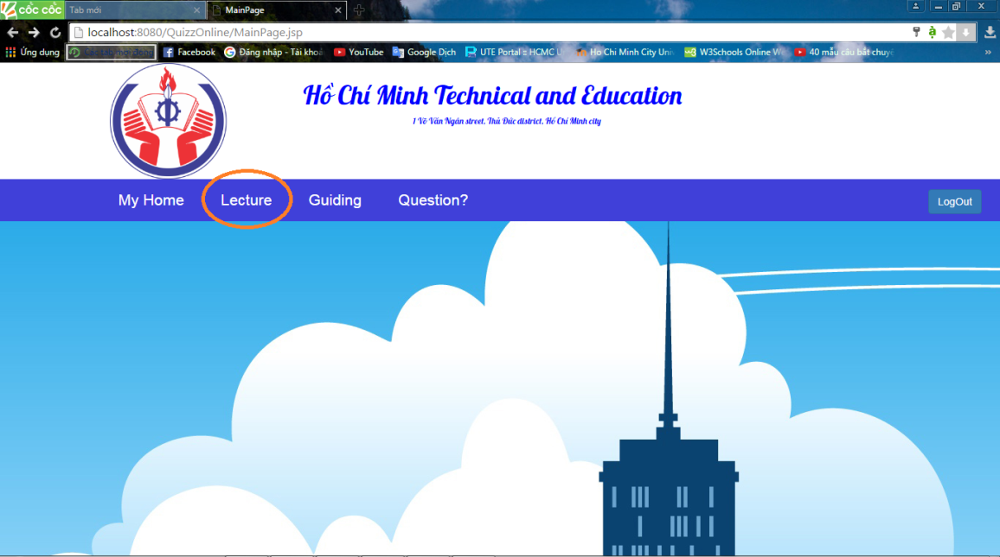 cốc cốc Tab mới MainPage
localhost:8080/QuizzOnline/MainPage.jsp
Ứng dụng Facebook Đăng nhập - Tài khoả YouTube Google Dịch UTE Portal :: HCMC U Ho Chi Minh City Univ W3Schools Online W 40 mẫu câu bắt chuyệ
Hồ Chí Minh Technical and Education
1 Võ Văn Ngân street, Thủ Đức district, Hồ Chí Minh city
My Home Lecture Guiding Question? LogOut